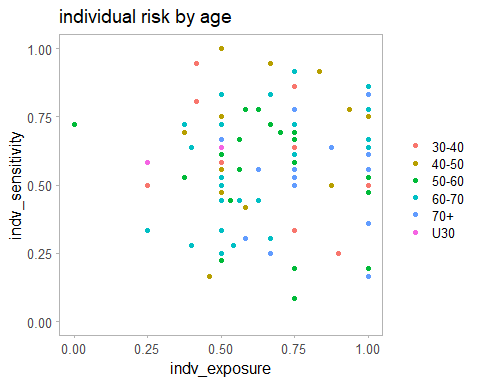 individual risk by age
1.00
0.75
0.50
0.25
0.00
indv_sensitivity
0.00 0.25 0.50 0.75 1.00
indv_exposure
30-40
40-50
50-60
60-70
70+
U30